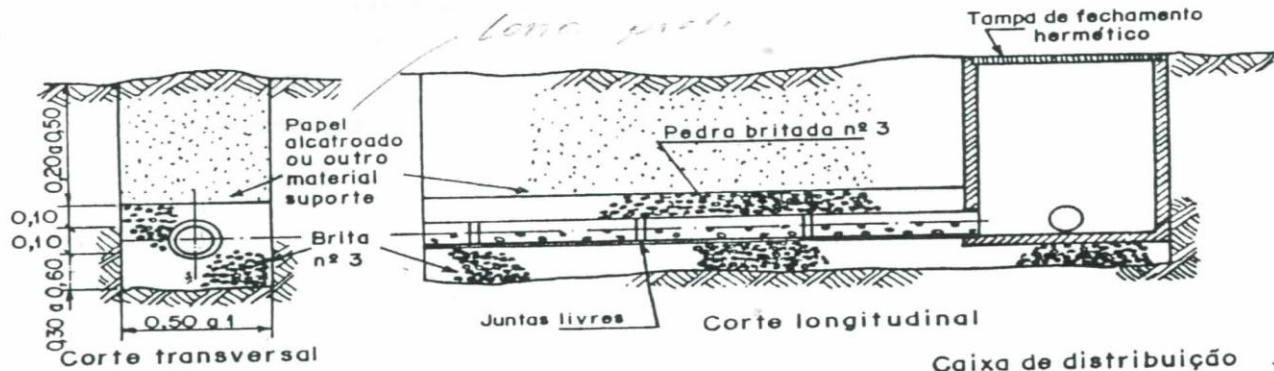 Lona
Tampa de fechamento
hermético
0,20 a 0,50
Papel
alcatroado
ou outro
material
suporte
Pedra britada nº 3
0,10
0,10
Brita
nº 3
0,30 a 0,60
0,50 a 1
Juntas livres
Corte longitudinal
Corte transversal
Caixa de distribuição